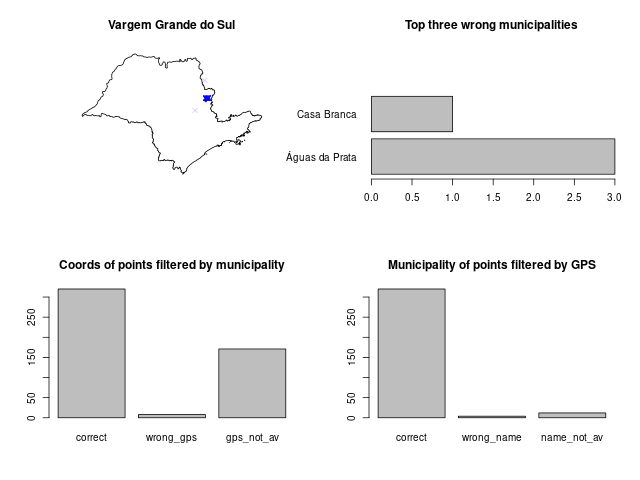 Vargem Grande do Sul
Top three wrong municipalities
Casa Branca
Águas da Prata
0.0 0.5 1.0 1.5 2.0 2.5 3.0
Coords of points filtered by municipality
0 50 150 250
correct wrong_gps gps_not_av
Municipality of points filtered by GPS
0 50 150 250
correct wrong_name name_not_av